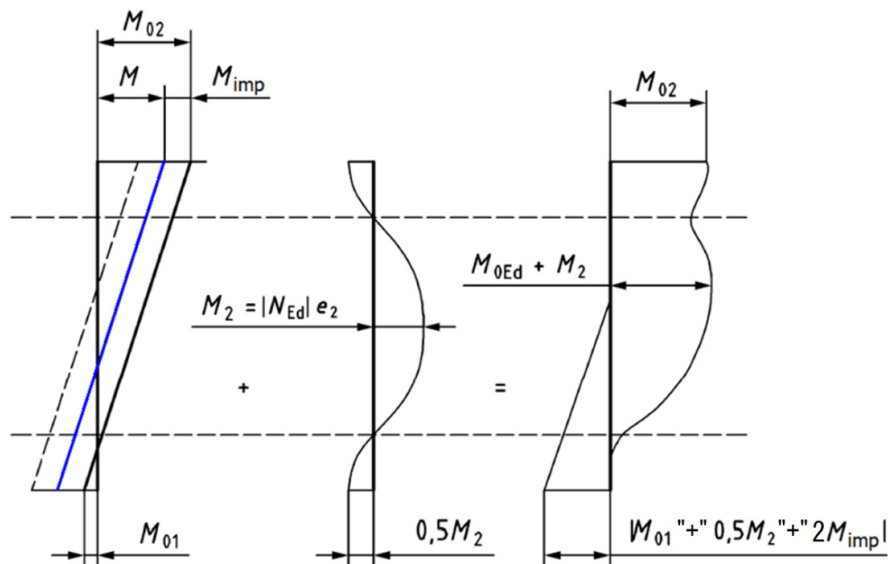 M02
M
Mimp
M02
M0Ed + M2
M2 = |NEd| e2
+
=
M01
0,5M2
|M01 "+" 0,5M2 "+" 2Mimp|